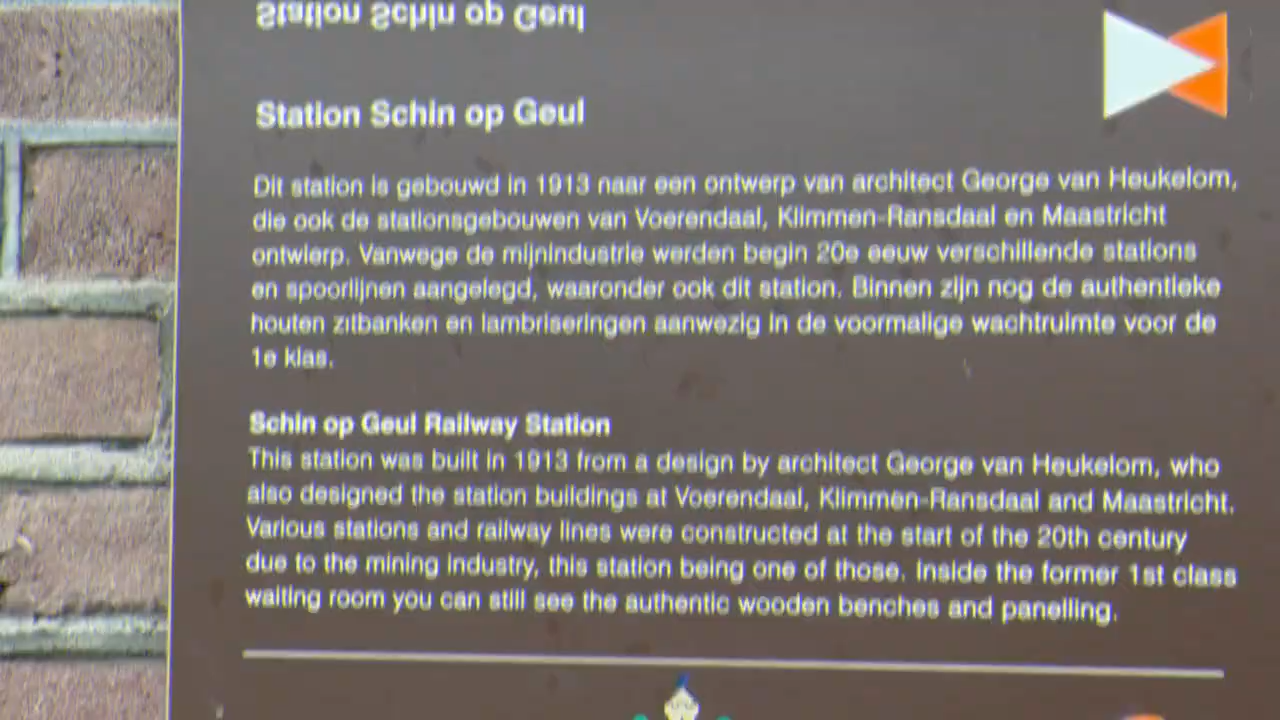 Station Schin op Geul
Station Schin op Geul
Dit station is gebouwd in 1913 naar een ontwerp van architect George van Heukelom,
die ook de stationsgebouwen van Voerendaal, Klimmen-Ransdaal en Maastricht
ontwierp. Vanwege de mijnindustrie werden begin 20e eeuw verschillende stations
en spoorlijnen aangelegd, waaronder ook dit station. Binnen zijn nog de authentieke
houten zitbanken en lambriseringen aanwezig in de voormalige wachtruimte voor de
1e klas.
Schin op Geul Railway Station
This station was built in 1913 from a design by architect George van Heukelom, who
also designed the station buildings at Voerendaal, Klimmen-Ransdaal and Maastricht.
Various stations and railway lines were constructed at the start of the 20th century
due to the mining industry, this station being one of those. Inside the former 1st class
waiting room you can still see the authentic wooden benches and panelling.